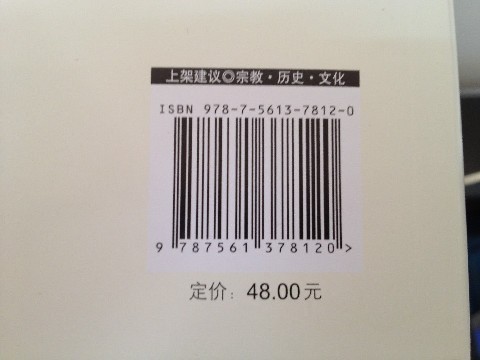 上架建议◎宗教·历史·文化
ISBN 978-7-5613-7812-0
9 787561 378120 >
定价：48.00元